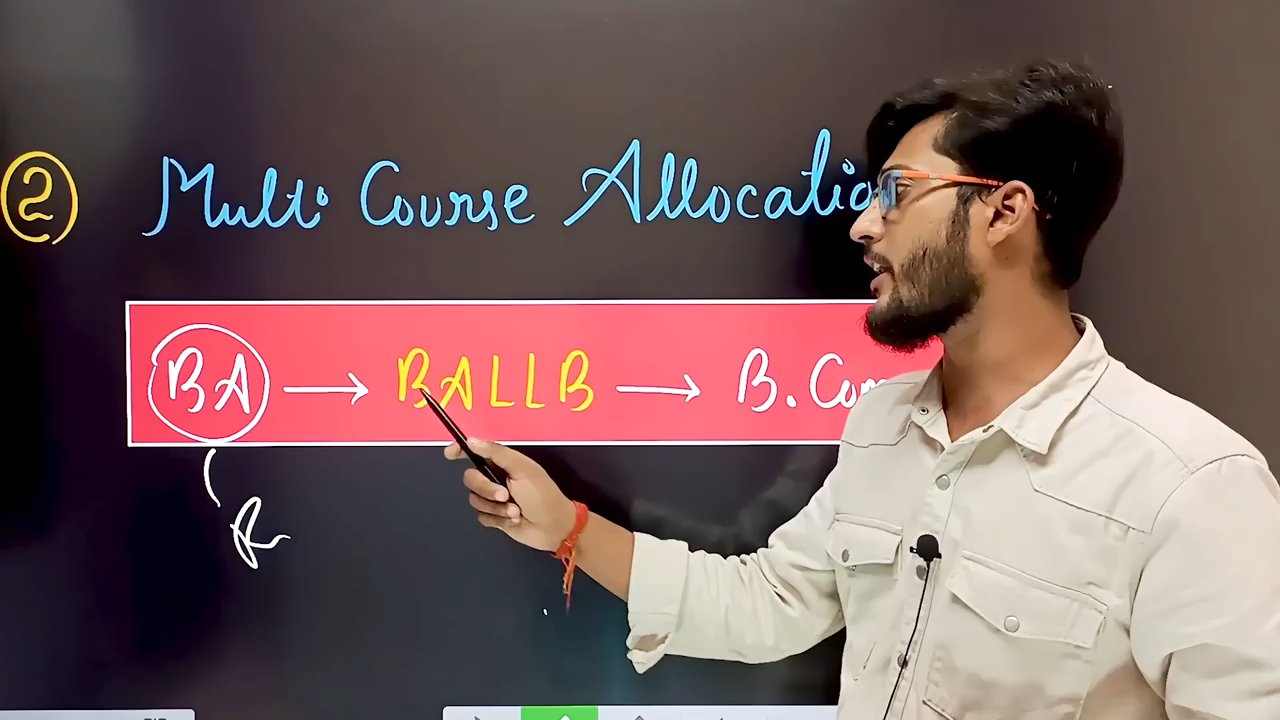 ② Multi Course Allocatio
BA → BALLB → B. Com
R